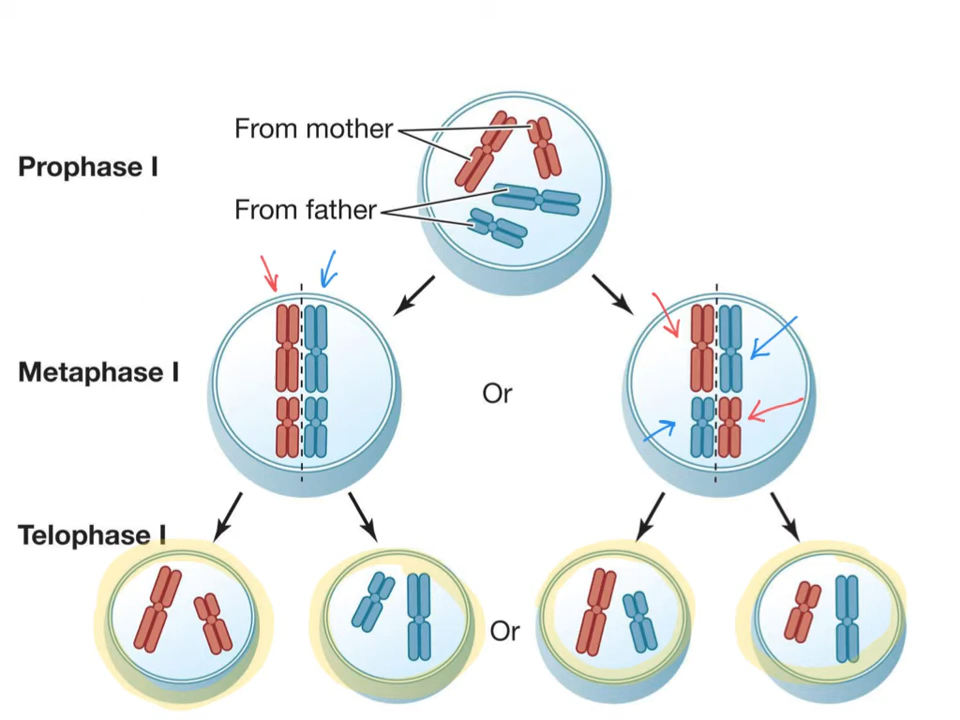 From mother
Prophase I
From father
Metaphase I
Or
Telophase I
Or